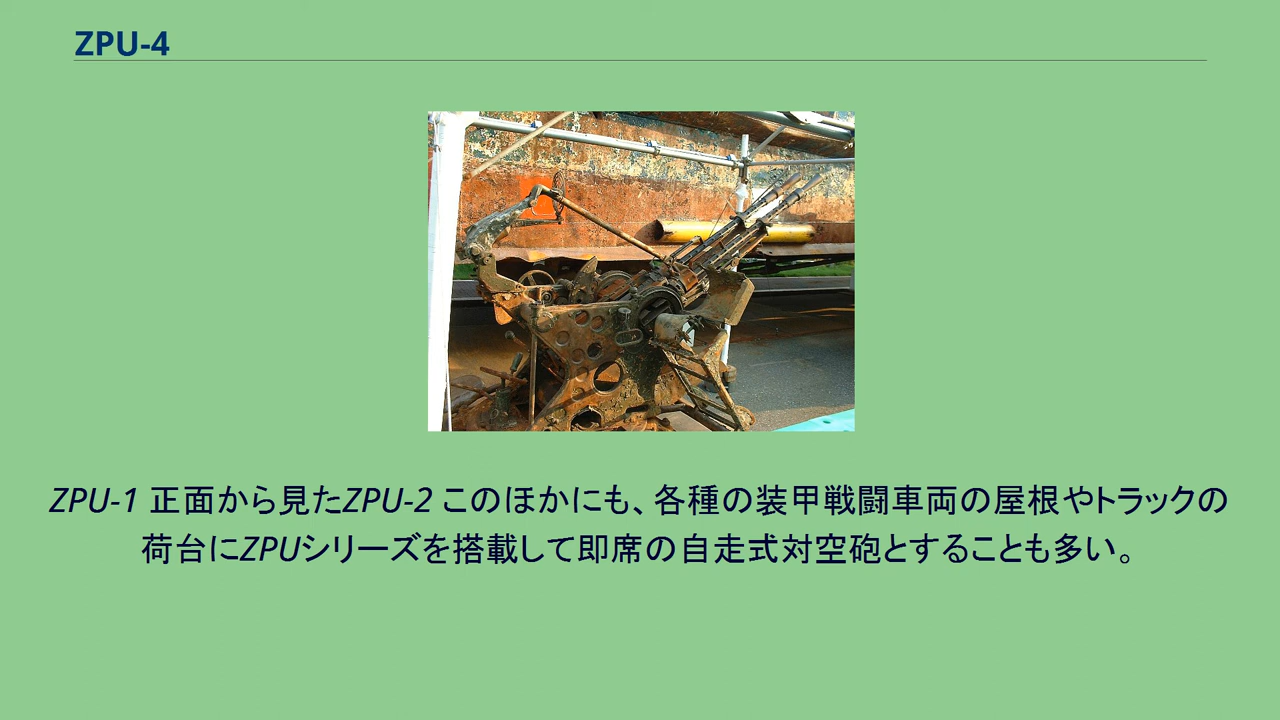 ZPU-4
ZPU-1 正面から見たZPU-2 このほかにも、各種の装甲戦闘車両の屋根やトラックの
荷台にZPUシリーズを搭載して即席の自走式対空砲とすることも多い。